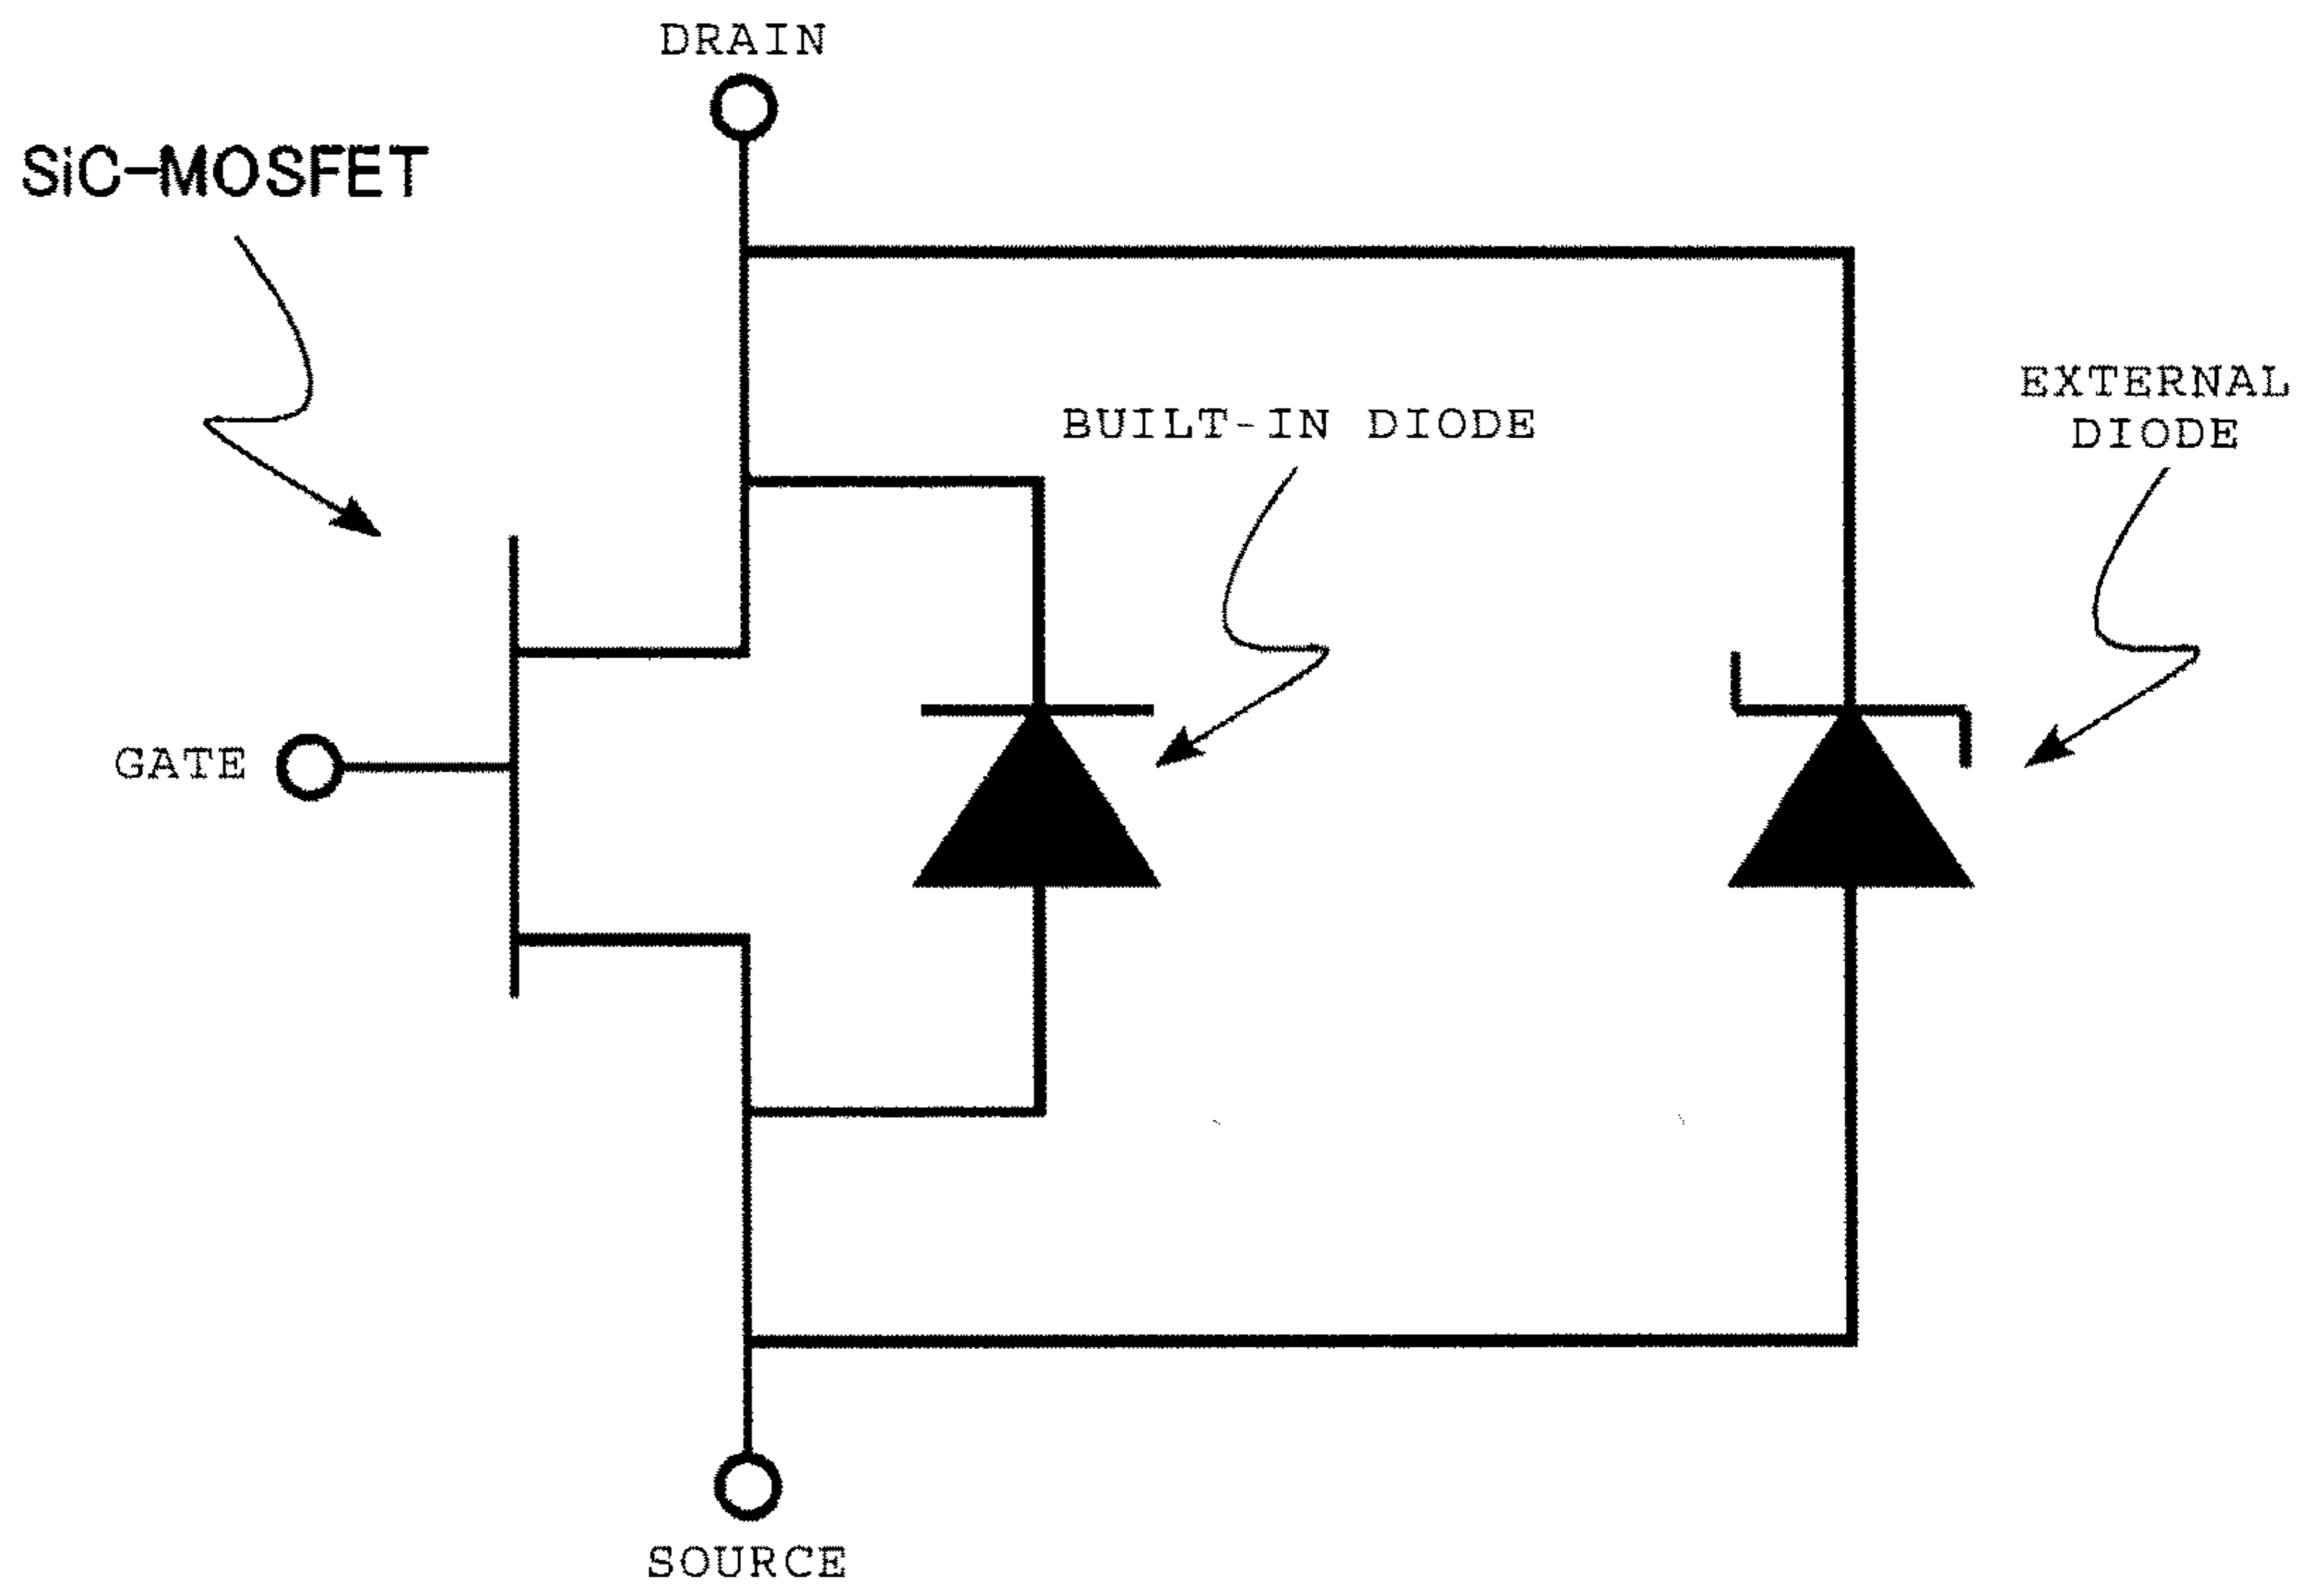 DRAIN
SiC-MOSFET
BUILT-IN DIODE
EXTERNAL
DIODE
GATE
SOURCE